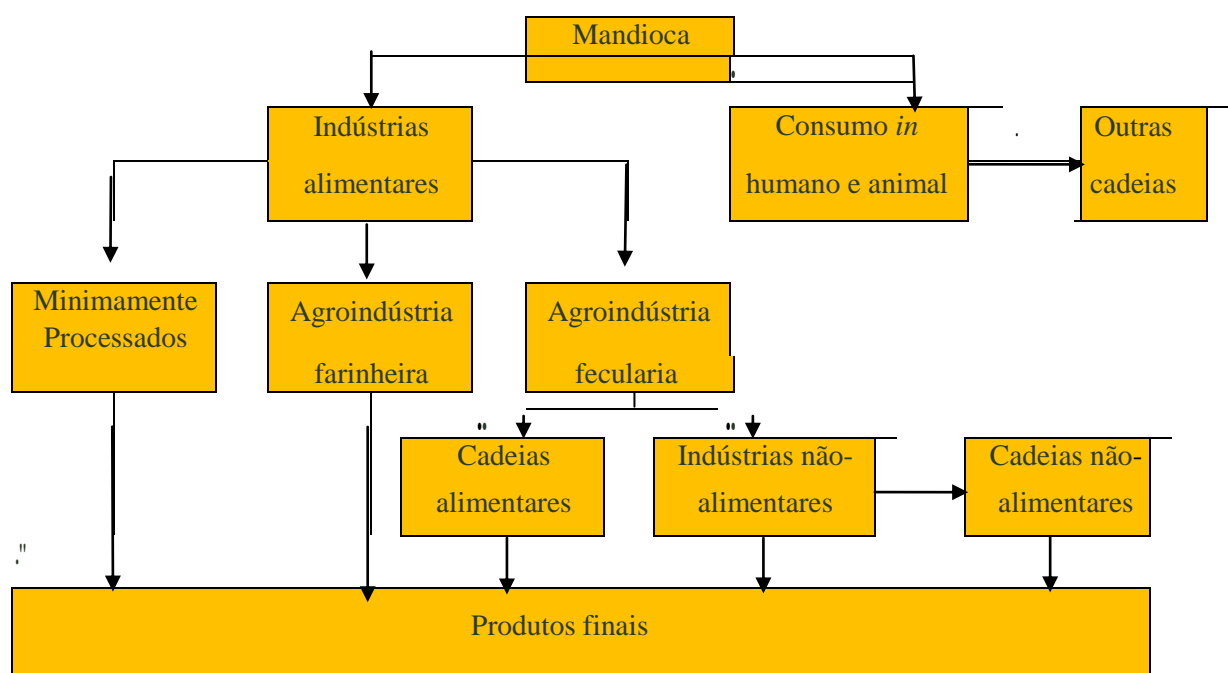 Mandioca
Indústrias
alimentares
Consumo in
humano e animal
Outras
cadeias
Minimamente
Processados
Agroindústria
farinheira
Agroindústria
fecularia
Cadeias
alimentares
Indústrias não-
alimentares
Cadeias não-
alimentares
Produtos finais